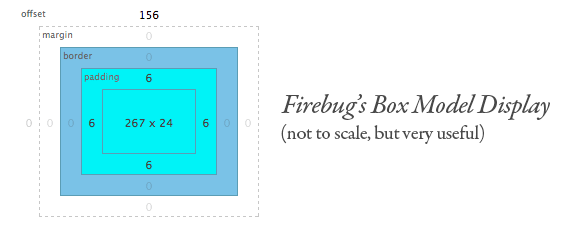 offset 156
margin 0
border 0
padding 6
0 0 0 6 267 x 24 6 0 0 0
6
0
0
Firebug’s Box Model Display
(not to scale, but very useful)